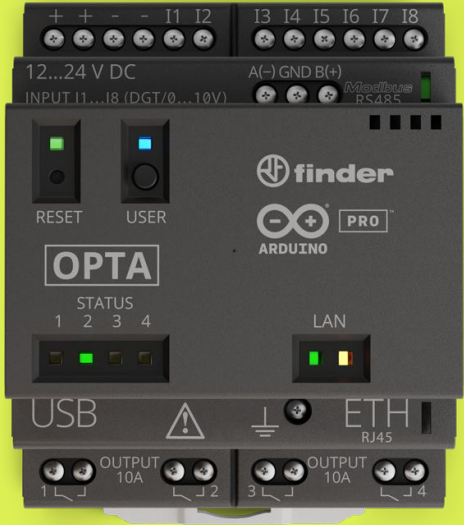 + + - - I1 I2 I3 I4 I5 I6 I7 I8
12...24 V DC
A(-) GND B(+)
INPUT I1...I8 (DGT/0...10V)
Modbus
RS485
RESET USER
finder
PRO™
ARDUINO
OPTA
STATUS
1 2 3 4
LAN
USB
ETH
RJ45
OUTPUT
10A
1 2
OUTPUT
10A
3 4